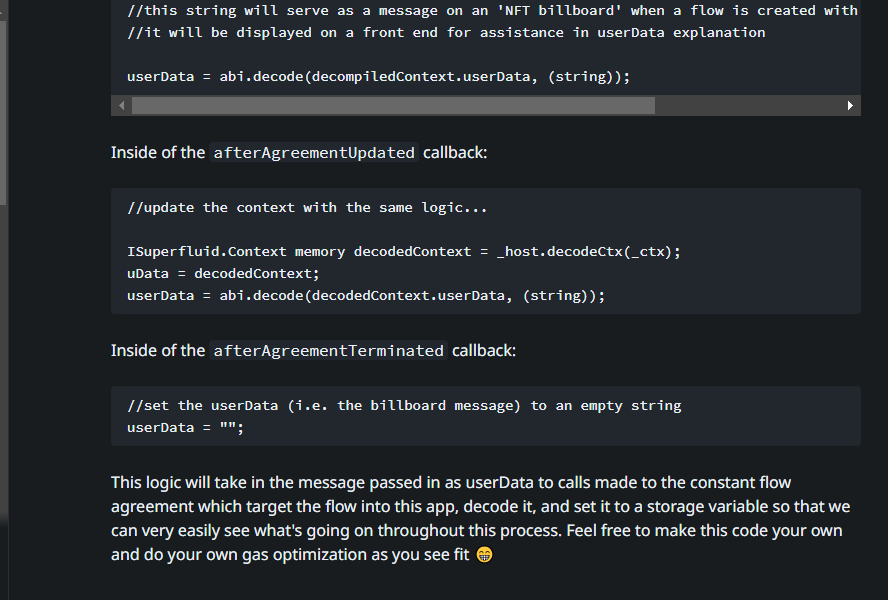 //this string will serve as a message on an 'NFT billboard' when a flow is created with
//it will be displayed on a front end for assistance in userData explanation
userData = abi.decode(decompiledContext.userData, (string));
Inside of the afterAgreementUpdated callback:
//update the context with the same logic...
ISuperfluid.Context memory decodedContext = _host.decodeCtx(_ctx);
uData = decodedContext;
userData = abi.decode(decodedContext.userData, (string));
Inside of the afterAgreementTerminated callback:
//set the userData (i.e. the billboard message) to an empty string
userData = "";
This logic will take in the message passed in as userData to calls made to the constant flow
agreement which target the flow into this app, decode it, and set it to a storage variable so that we
can very easily see what's going on throughout this process. Feel free to make this code your own
and do your own gas optimization as you see fit 😁